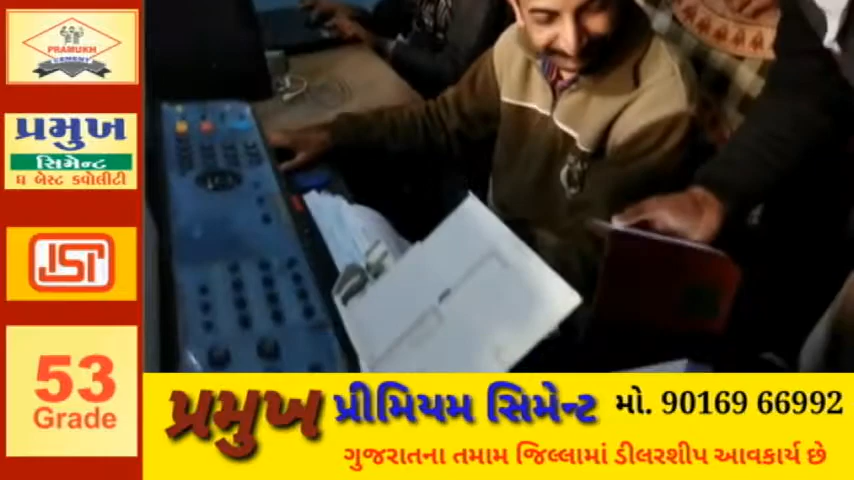 PRAMUKH
CEMENT
પ્રમુખ
સિમેન્ટ
ધ બેસ્ટ ક્વોલીટી
ISI
53
Grade
પ્રમુખ પ્રીમિયમ સિમેન્ટ મો. 90169 66992
ગુજરાતના તમામ જિલ્લામાં ડીલરશીપ આવકાર્ય છે